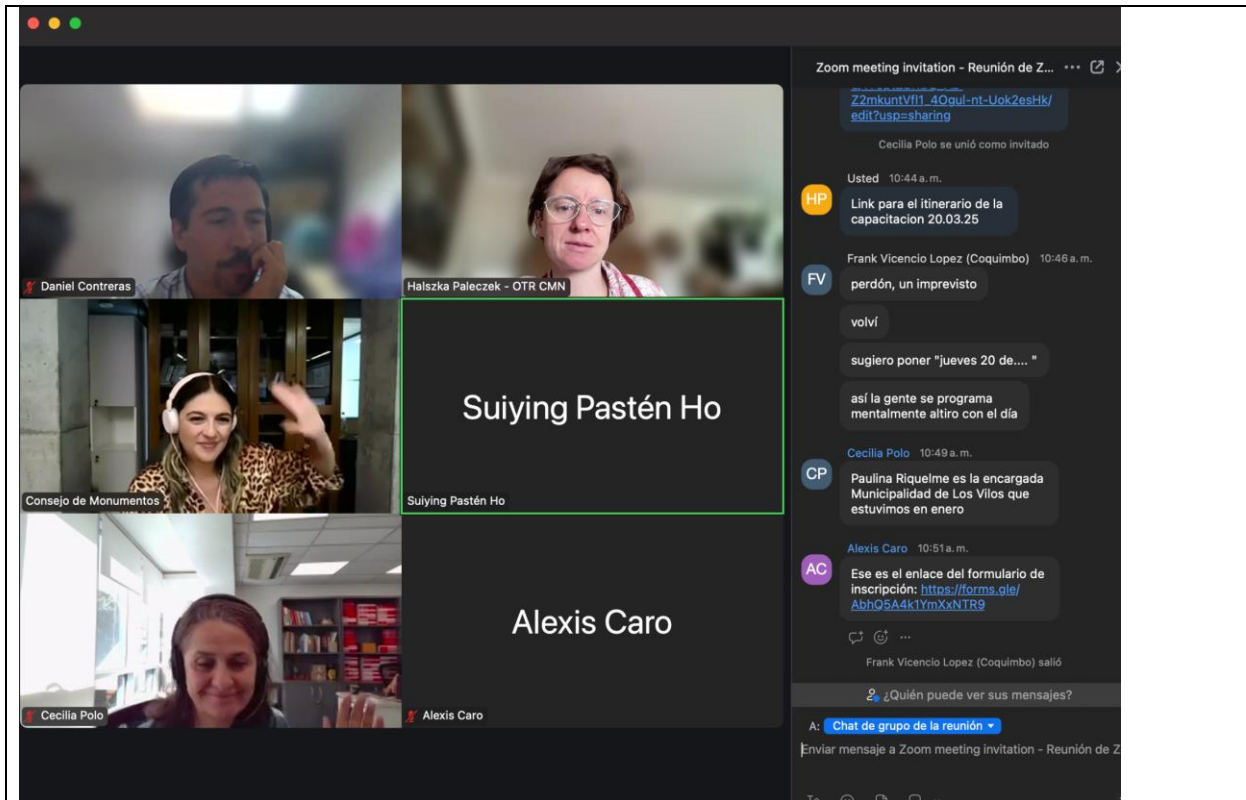 Zoom meeting invitation - Reunión de Z...
edit?usp=sharing
Cecilia Polo se unió como invitado
Usted 10:44 a. m.
HP
Link para el itinerario de la
capacitacion 20.03.25
Frank Vicencio Lopez (Coquimbo) 10:46 a. m.
FV
perdón, un imprevisto
volví
sugiero poner "jueves 20 de.... "
así la gente se programa
mentalmente altiro con el día
Cecilia Polo 10:49 a. m.
CP
Paulina Riquelme es la encargada
Municipalidad de Los Vilos que
estuvimos en enero
Alexis Caro 10:51 a. m.
AC
Ese es el enlace del formulario de
inscripción: https://forms.gle/
AbhQ5A4k1YmXxNTR9
Frank Vicencio Lopez (Coquimbo) salió
¿Quién puede ver sus mensajes?
A: Chat de grupo de la reunión
Enviar mensaje a Zoom meeting invitation - Reunión de Z
Daniel Contreras
Halszka Paleczek - OTR CMN
Consejo de Monumentos
Suiying Pastén Ho
Suiying Pastén Ho
Cecilia Polo
Alexis Caro
Alexis Caro